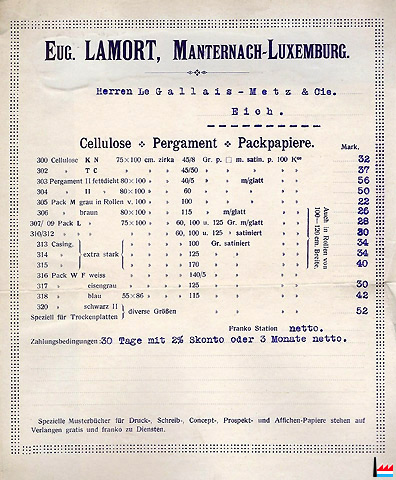 EUG. LAMORT, MANTERNACH-LUXEMBURG.
Herren Le Gallais - Metz & Cie.
Eich.
Cellulose Pergament Packpapiere.
Mark.
300 Cellulose K N 75×100 cm. zirka 45/8 Gr. p. □ m. satin. p. 100 K⁰⁰ 32
302 » T C » » » 45/50 » » » 37
303 Pergament II fettdicht 80×100 » » 40/5 » m/glatt » » 56
304 » II » 80×100 » » 60 » » » » 50
305 Pack M grau in Rollen v. 100 » » 100 » » » » 22
306 » braun 80×100 » » 115 » m/glatt » » 26
307/ 09 Pack L » 75×100 » » 60, 100 u. 125 Gr. m/glatt 28
310/312 » » » » » » 60, 100 u. » satiniert 30
313 Casing, 100 Gr. satiniert 34
314 » extra stark 125 34
315 » 170 40
Auch in Rollen von 100—120 cm. Breite.
316 Pack W F weiss » » » 140/5 » »
317 » eisengrau » » » 125 » » 30
318 » blau 55×86 » » 115 » » 42
320 » schwarz II
Speziell für Trockenplatten diverse Größen 52
Franko Station netto.
Zahlungsbedingungen: 30 Tage mit 2% Skonto oder 3 Monate netto.
Spezielle Musterbücher für Druck-, Schreib-, Concept-, Prospekt- und Affichen-Papiere stehen auf
Verlangen gratis und franko zu Diensten.